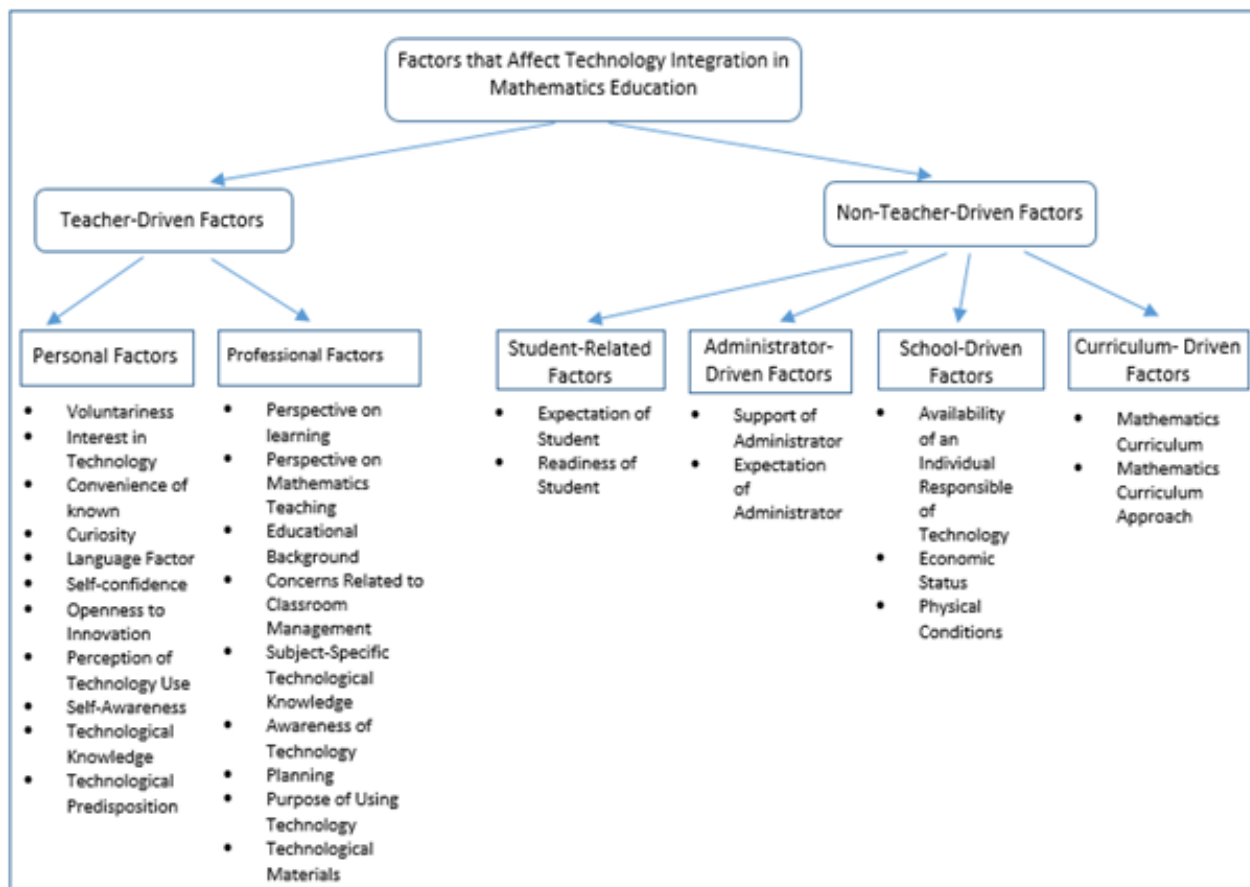 Factors that Affect Technology Integration in
Mathematics Education
Teacher-Driven Factors
Non-Teacher-Driven Factors
Personal Factors
• Voluntariness
• Interest in
Technology
• Convenience of
known
• Curiosity
• Language Factor
• Self-confidence
• Openness to
Innovation
• Perception of
Technology Use
• Self-Awareness
• Technological
Knowledge
• Technological
Predisposition
Professional Factors
• Perspective on
learning
• Perspective on
Mathematics
Teaching
• Educational
Background
• Concerns Related to
Classroom
Management
• Subject-Specific
Technological
Knowledge
• Awareness of
Technology
• Planning
• Purpose of Using
Technology
• Technological
Materials
Student-Related
Factors
• Expectation of
Student
• Readiness of
Student
Administrator-
Driven Factors
• Support of
Administrator
• Expectation
of
Administrator
School-Driven
Factors
• Availability
of an
Individual
Responsible
of
Technology
• Economic
Status
• Physical
Conditions
Curriculum- Driven
Factors
• Mathematics
Curriculum
• Mathematics
Curriculum
Approach